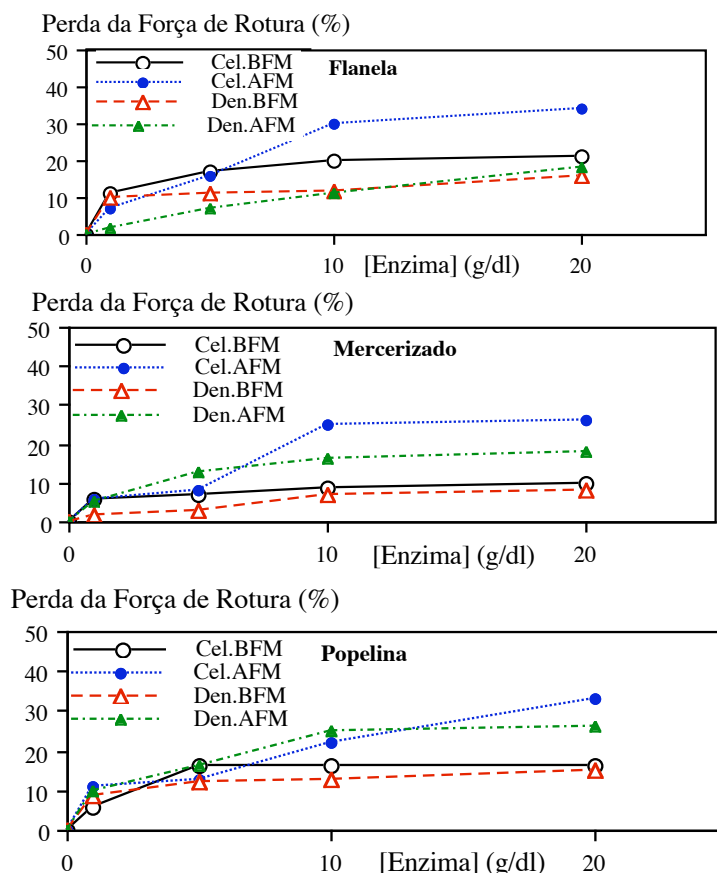 Perda da Força de Rotura (%)
50
40
30
20
10
0
Cel.BFM
Cel.AFM
Den.BFM
Den.AFM
Flanela
0
10
[Enzima] (g/dl)
20
Perda da Força de Rotura (%)
50
40
30
20
10
0
Cel.BFM
Cel.AFM
Den.BFM
Den.AFM
Mercerizado
0
10
[Enzima] (g/dl)
20
Perda da Força de Rotura (%)
50
40
30
20
10
0
Cel.BFM
Cel.AFM
Den.BFM
Den.AFM
Popelina
0
10
[Enzima] (g/dl)
20